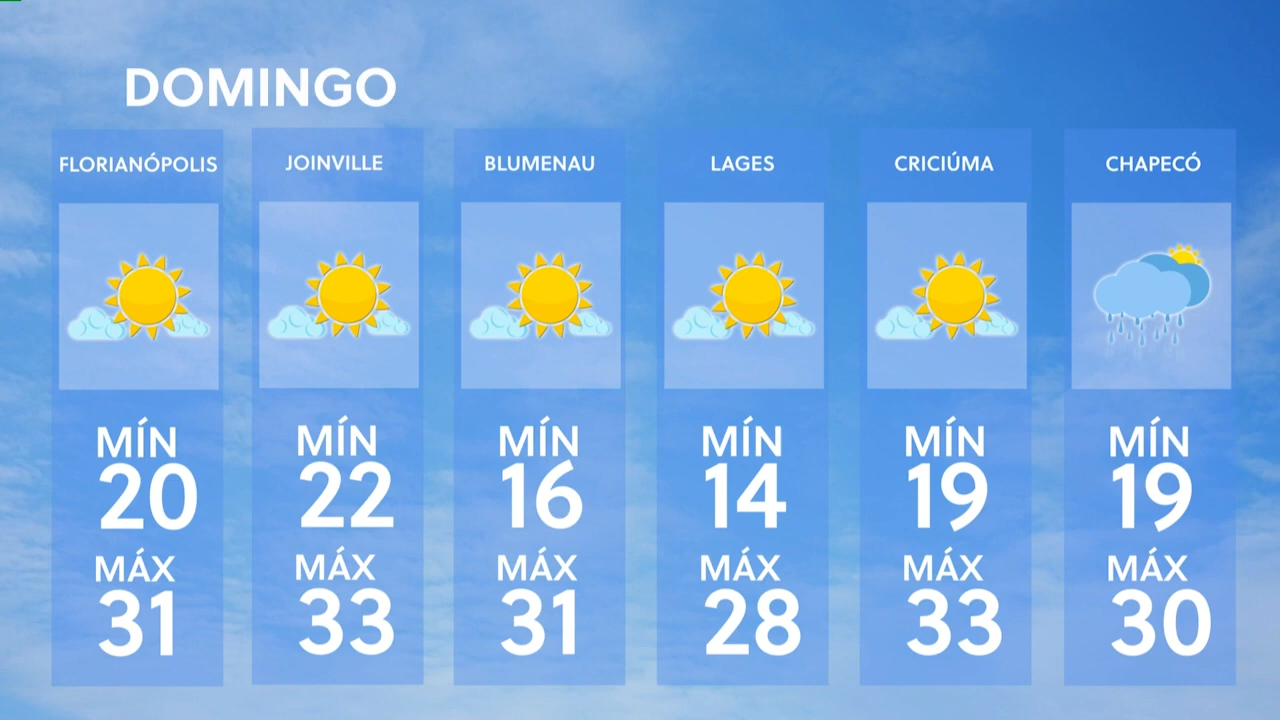 DOMINGO
FLORIANÓPOLIS
MÍN
20
MÁX
31
JOINVILLE
MÍN
22
MÁX
33
BLUMENAU
MÍN
16
MÁX
31
LAGES
MÍN
14
MÁX
28
CRICIÚMA
MÍN
19
MÁX
33
CHAPECÓ
MÍN
19
MÁX
30